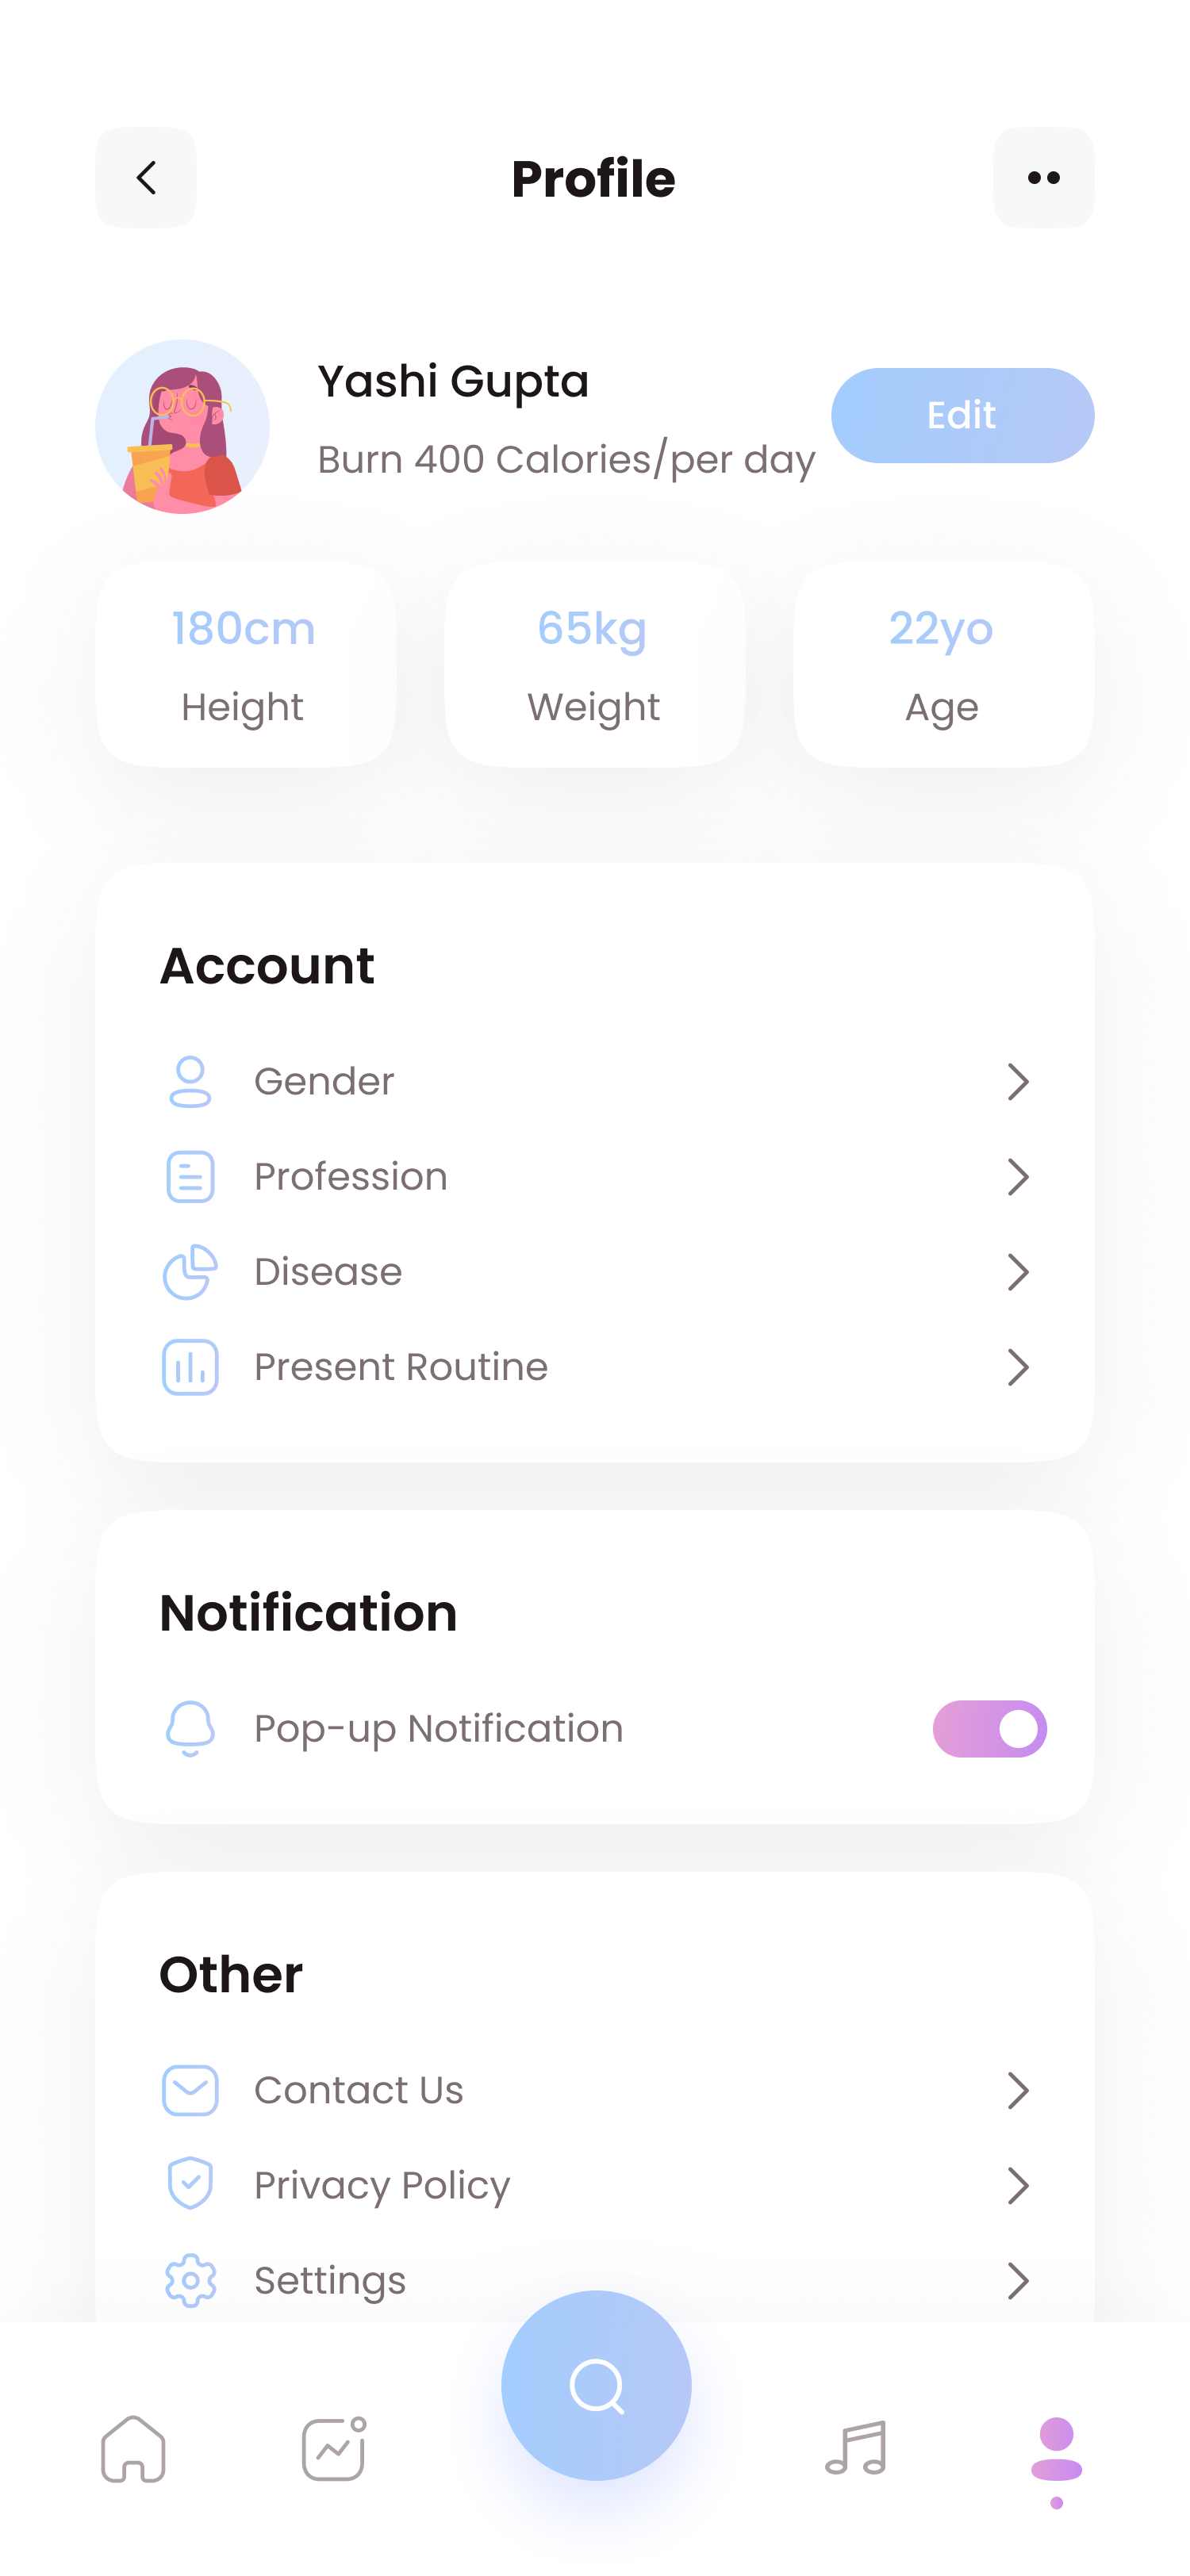 Profile
Yashi Gupta
Edit
Burn 400 Calories/per day
180cm
Height
65kg
Weight
22yo
Age
Account
Gender
Profession
Disease
Present Routine
Notification
Pop-up Notification
Other
Contact Us
Privacy Policy
Settings